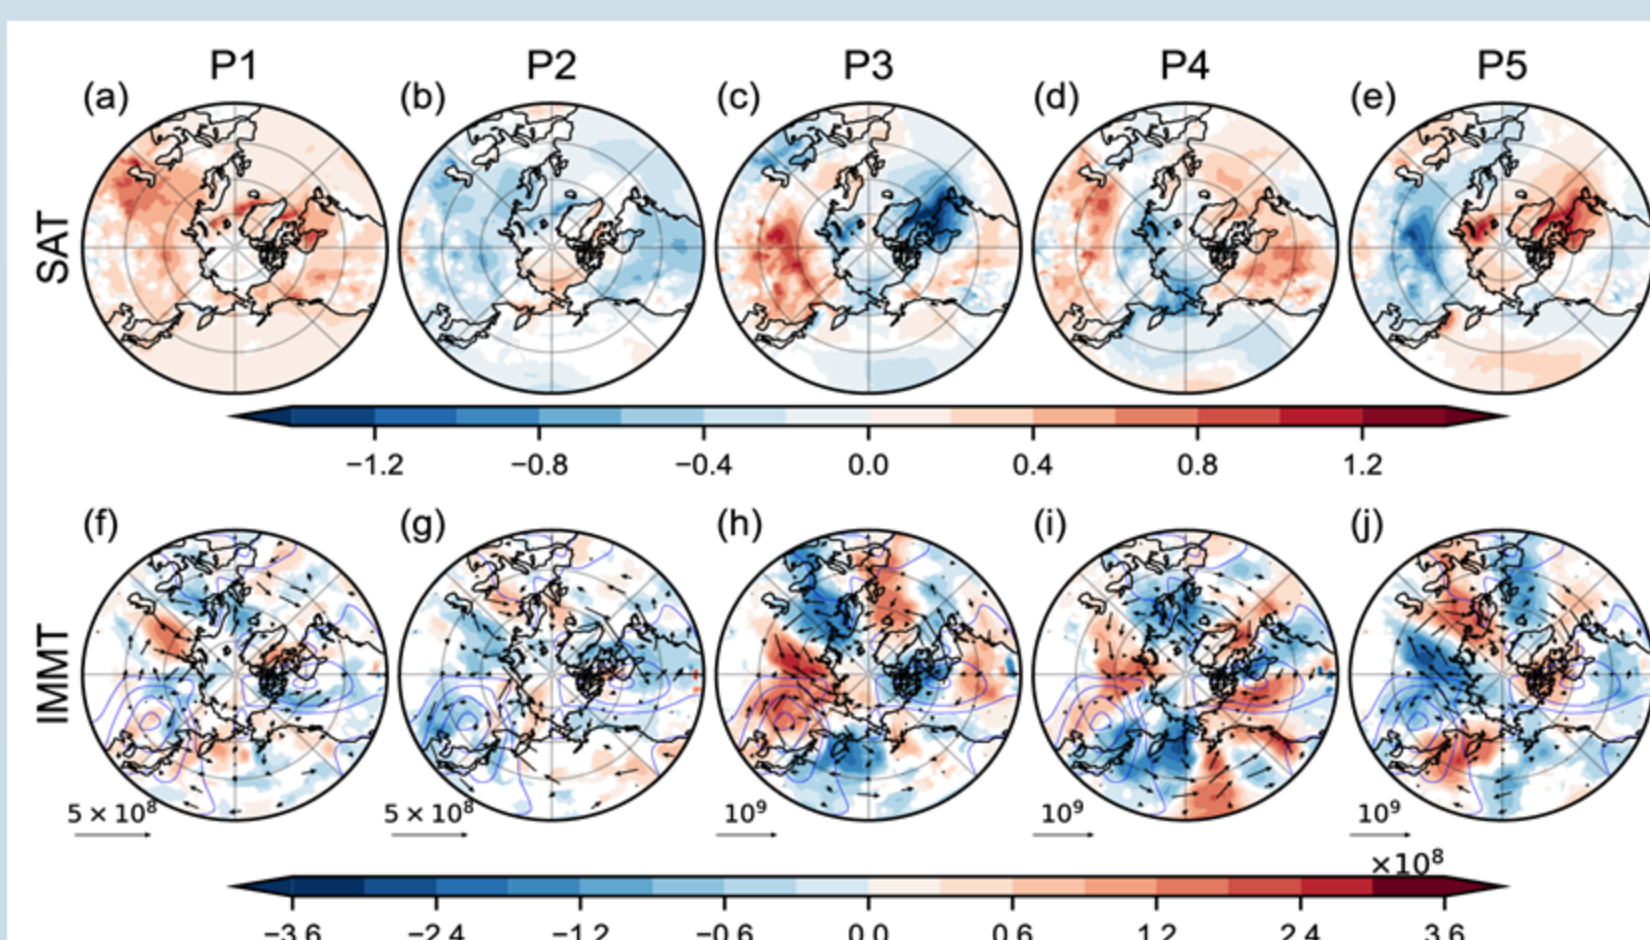 P1 P2 P3 P4 P5
(a) (b) (c) (d) (e)
SAT
−1.2 −0.8 −0.4 0.0 0.4 0.8 1.2
(f) (g) (h) (i) (j)
IMMT
5 × 10⁸ 5 × 10⁸ 10⁹ 10⁹ 10⁹
×10⁸
−3.6 −2.4 −1.2 −0.6 0.0 0.6 1.2 2.4 3.6